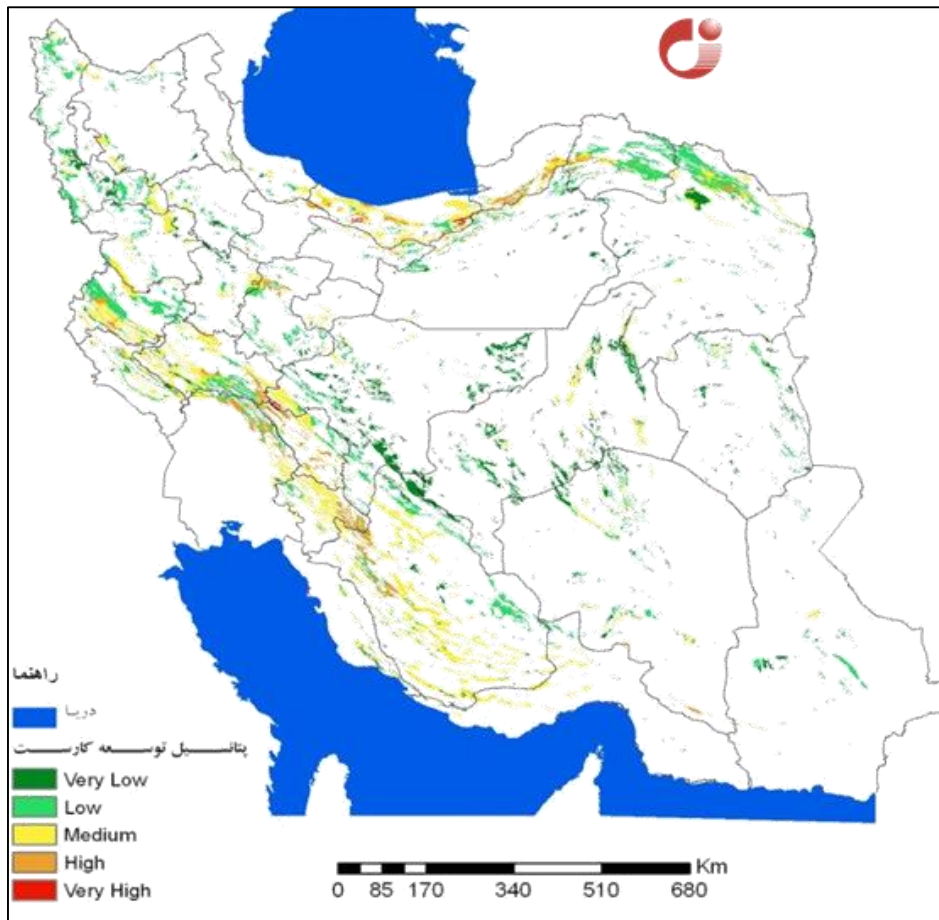 راهنما
دریا
پتانسیل توسعه کارست
Very Low
Low
Medium
High
Very High
Km
0 85 170 340 510 680